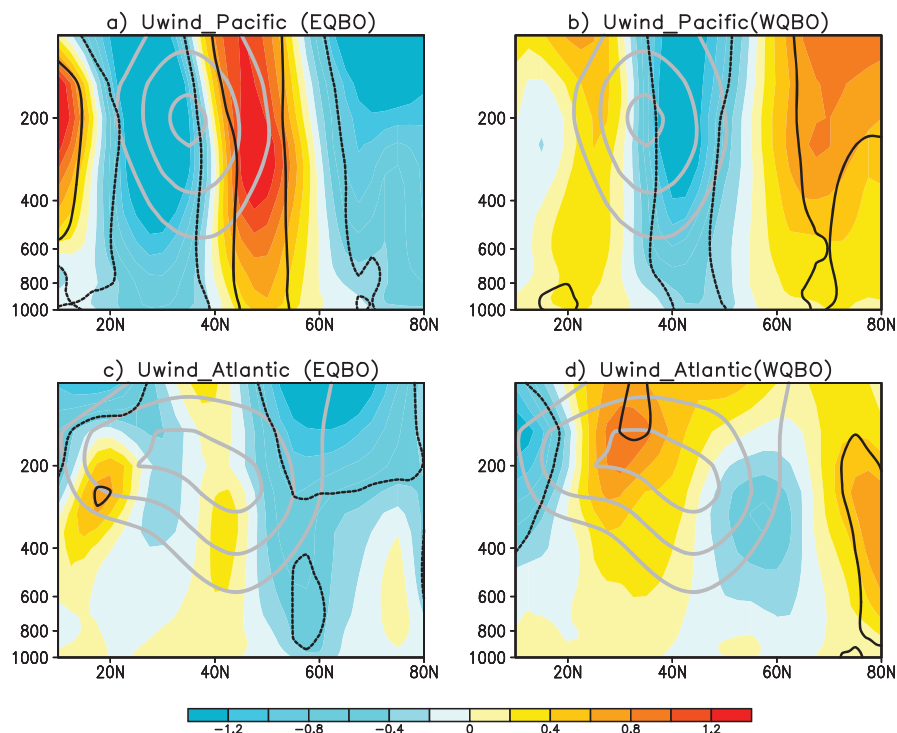 a) Uwind_Pacific (EQBO)
b) Uwind_Pacific(WQBO)
200
400
600
800
1000
20N 40N 60N 80N
200
400
600
800
1000
20N 40N 60N 80N
c) Uwind_Atlantic (EQBO)
d) Uwind_Atlantic(WQBO)
200
400
600
800
1000
20N 40N 60N 80N
200
400
600
800
1000
20N 40N 60N 80N
−1.2 −0.8 −0.4 0 0.4 0.8 1.2